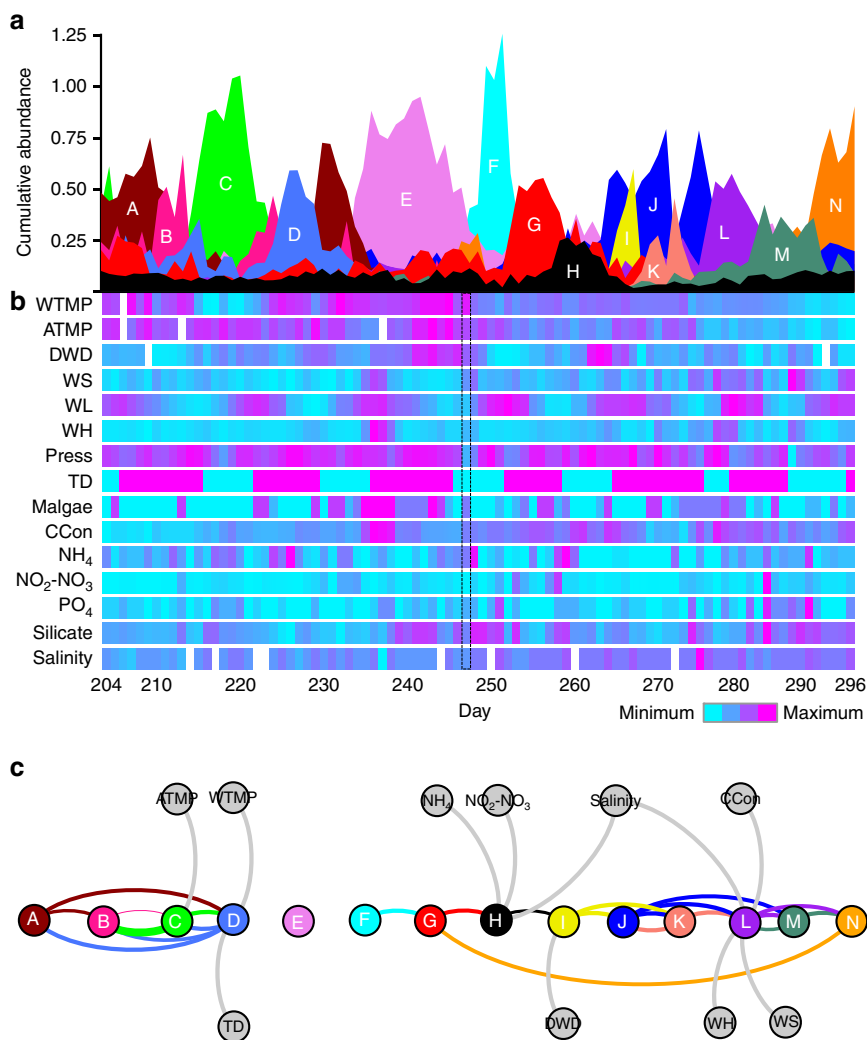 a
Cumulative abundance
1.25
1.00
0.75
0.50
0.25
A
B
C
D
E
F
G
H
I
J
K
L
M
N
b
WTMP
ATMP
DWD
WS
WL
WH
Press
TD
Malgae
CCon
NH4
NO2-NO3
PO4
Silicate
Salinity
204 210 220 230 240 250 260 270 280 290 296
Day
Minimum Maximum
c
ATMP WTMP NH4 NO2-NO3 Salinity CCon
A B C D E F G H I J K L M N
TD DWD WH WS